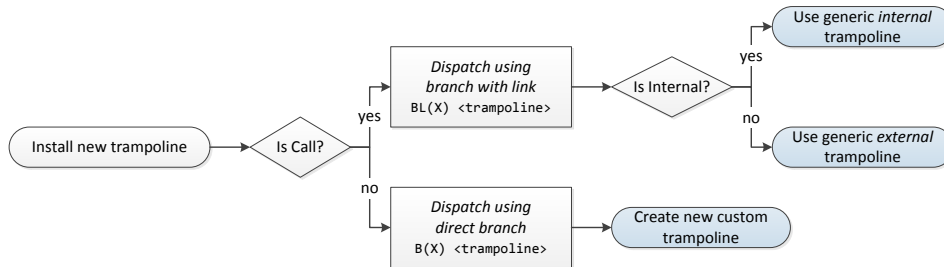 Install new trampoline
Is Call?
yes
Dispatch using
branch with link
BL(X) <trampoline>
Is Internal?
yes
Use generic internal
trampoline
no
Use generic external
trampoline
no
Dispatch using
direct branch
B(X) <trampoline>
Create new custom
trampoline